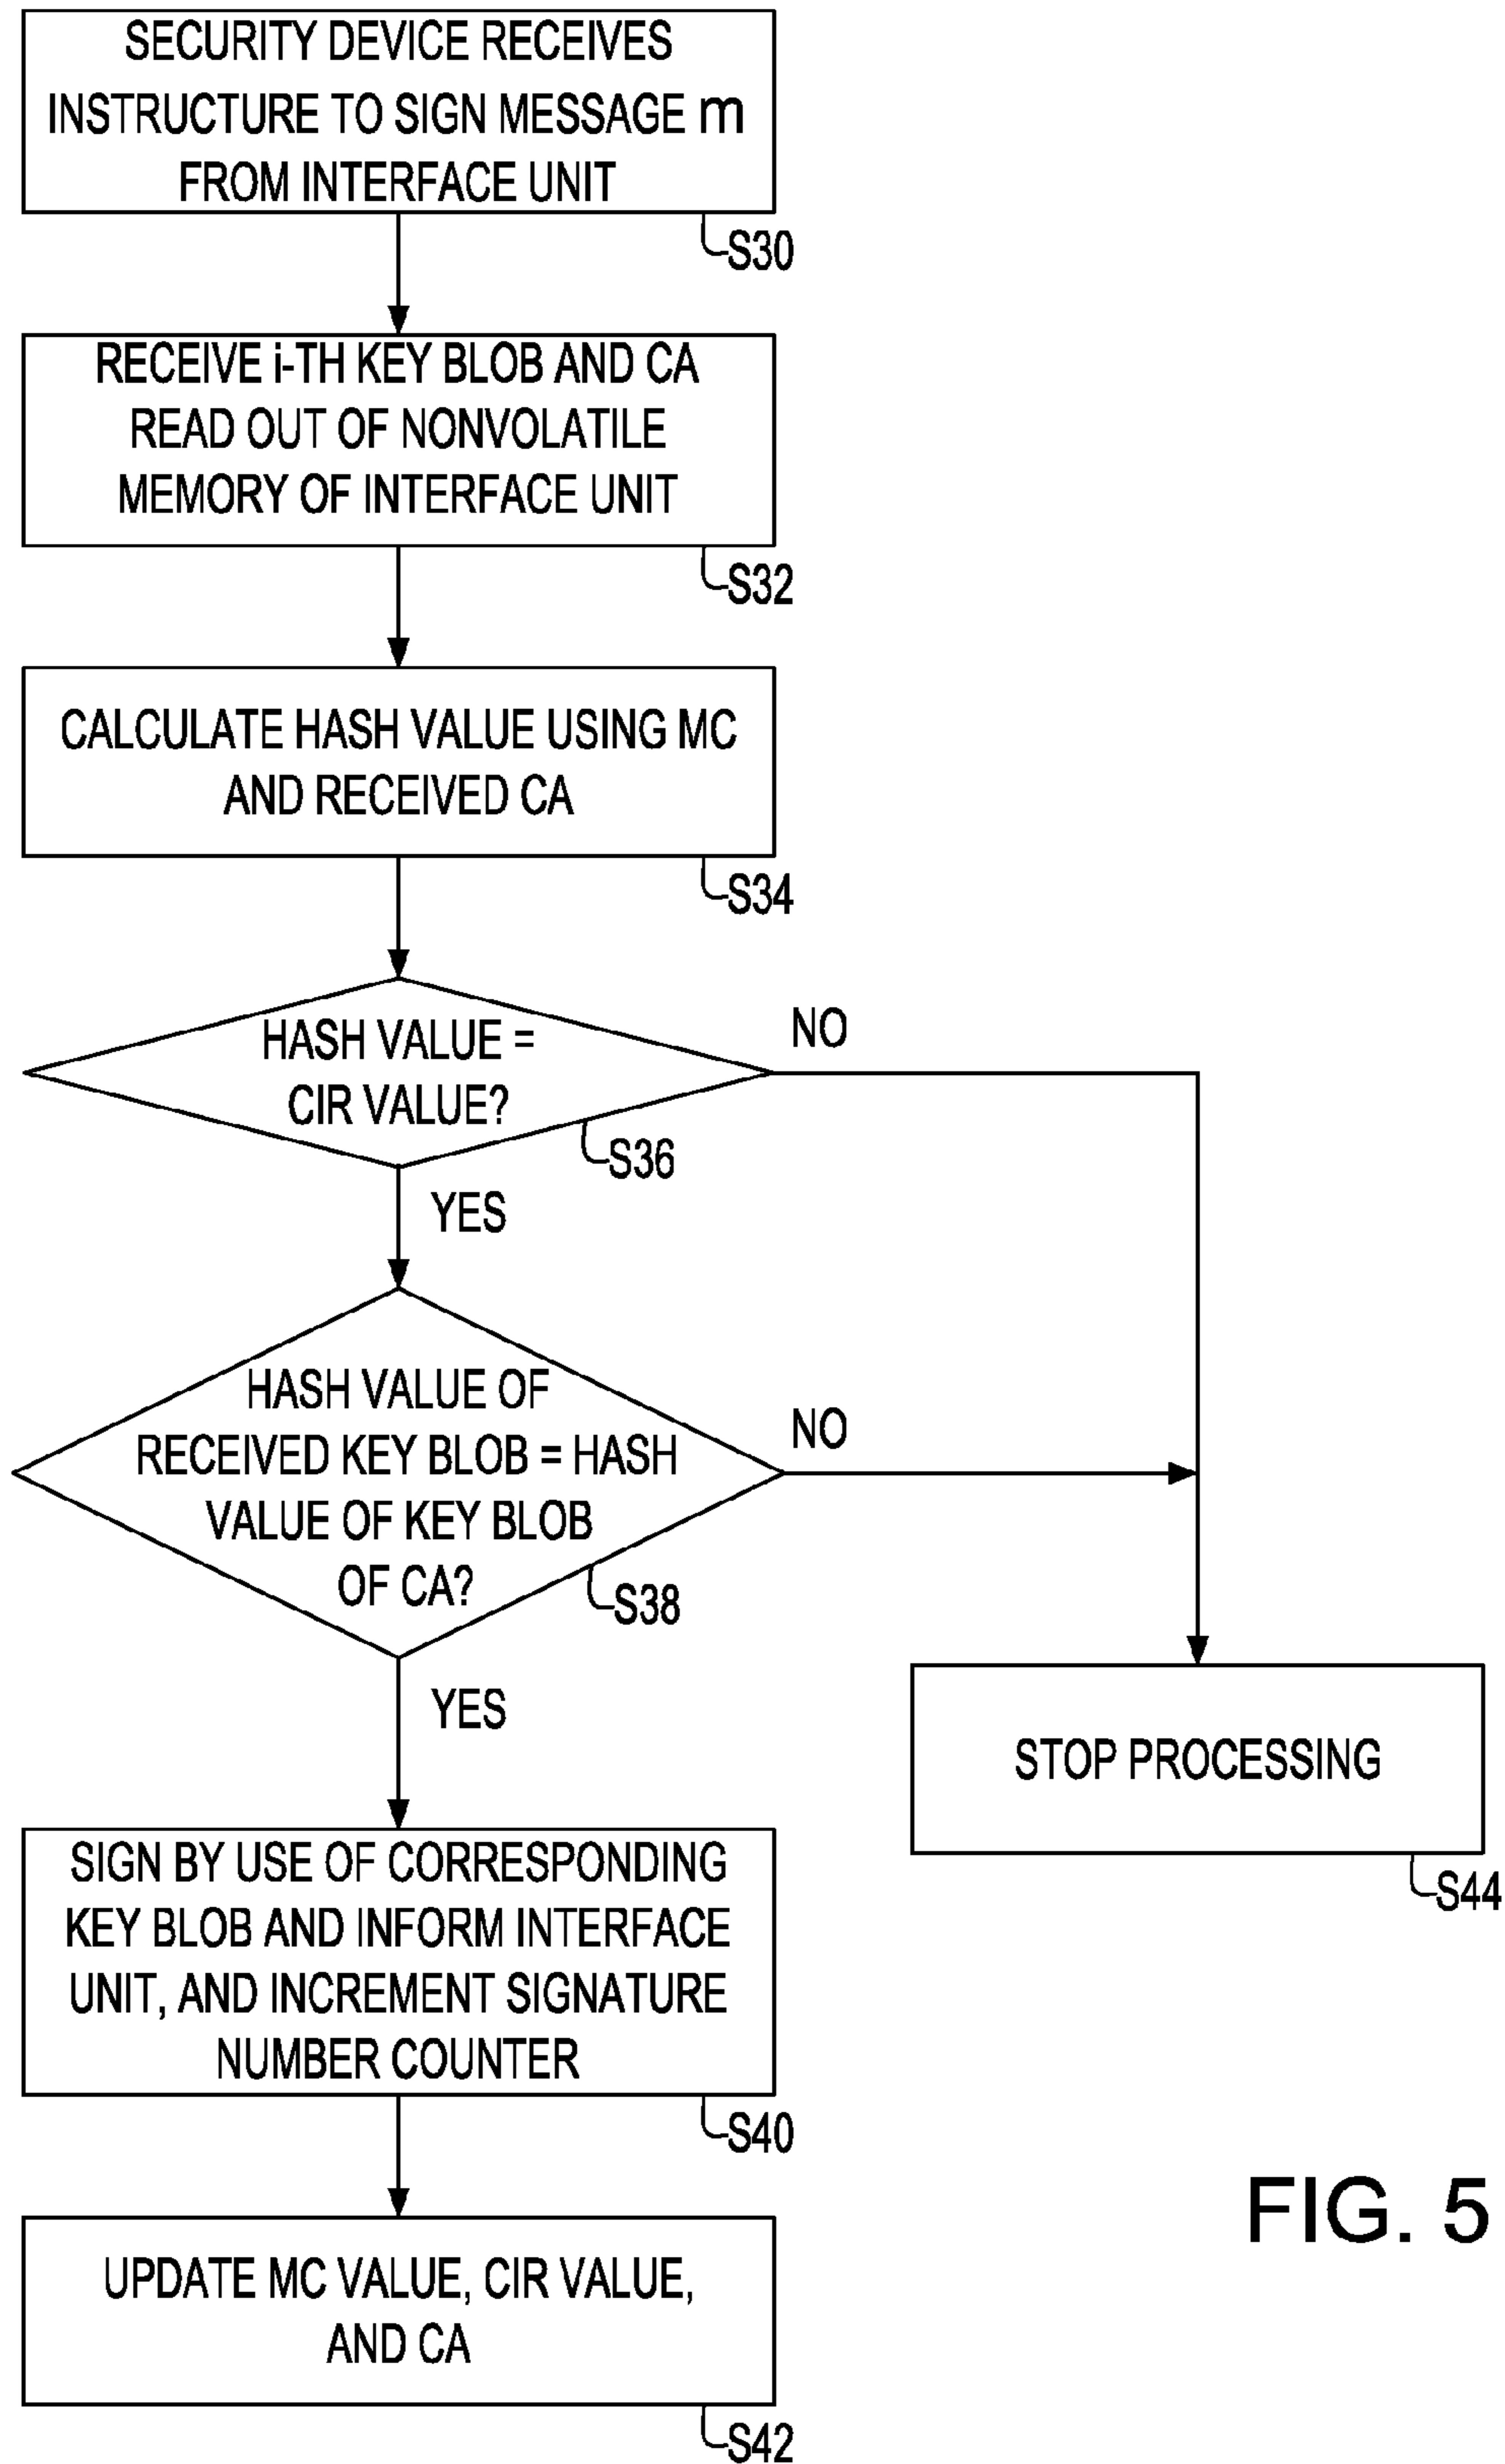 SECURITY DEVICE RECEIVES
INSTRUCTURE TO SIGN MESSAGE m
FROM INTERFACE UNIT
S30
RECEIVE i-TH KEY BLOB AND CA
READ OUT OF NONVOLATILE
MEMORY OF INTERFACE UNIT
S32
CALCULATE HASH VALUE USING MC
AND RECEIVED CA
S34
HASH VALUE =
CIR VALUE?
NO
S36
YES
HASH VALUE OF
RECEIVED KEY BLOB = HASH
VALUE OF KEY BLOB
OF CA?
NO
S38
YES
STOP PROCESSING
S44
SIGN BY USE OF CORRESPONDING
KEY BLOB AND INFORM INTERFACE
UNIT, AND INCREMENT SIGNATURE
NUMBER COUNTER
S40
UPDATE MC VALUE, CIR VALUE,
AND CA
S42
FIG. 5